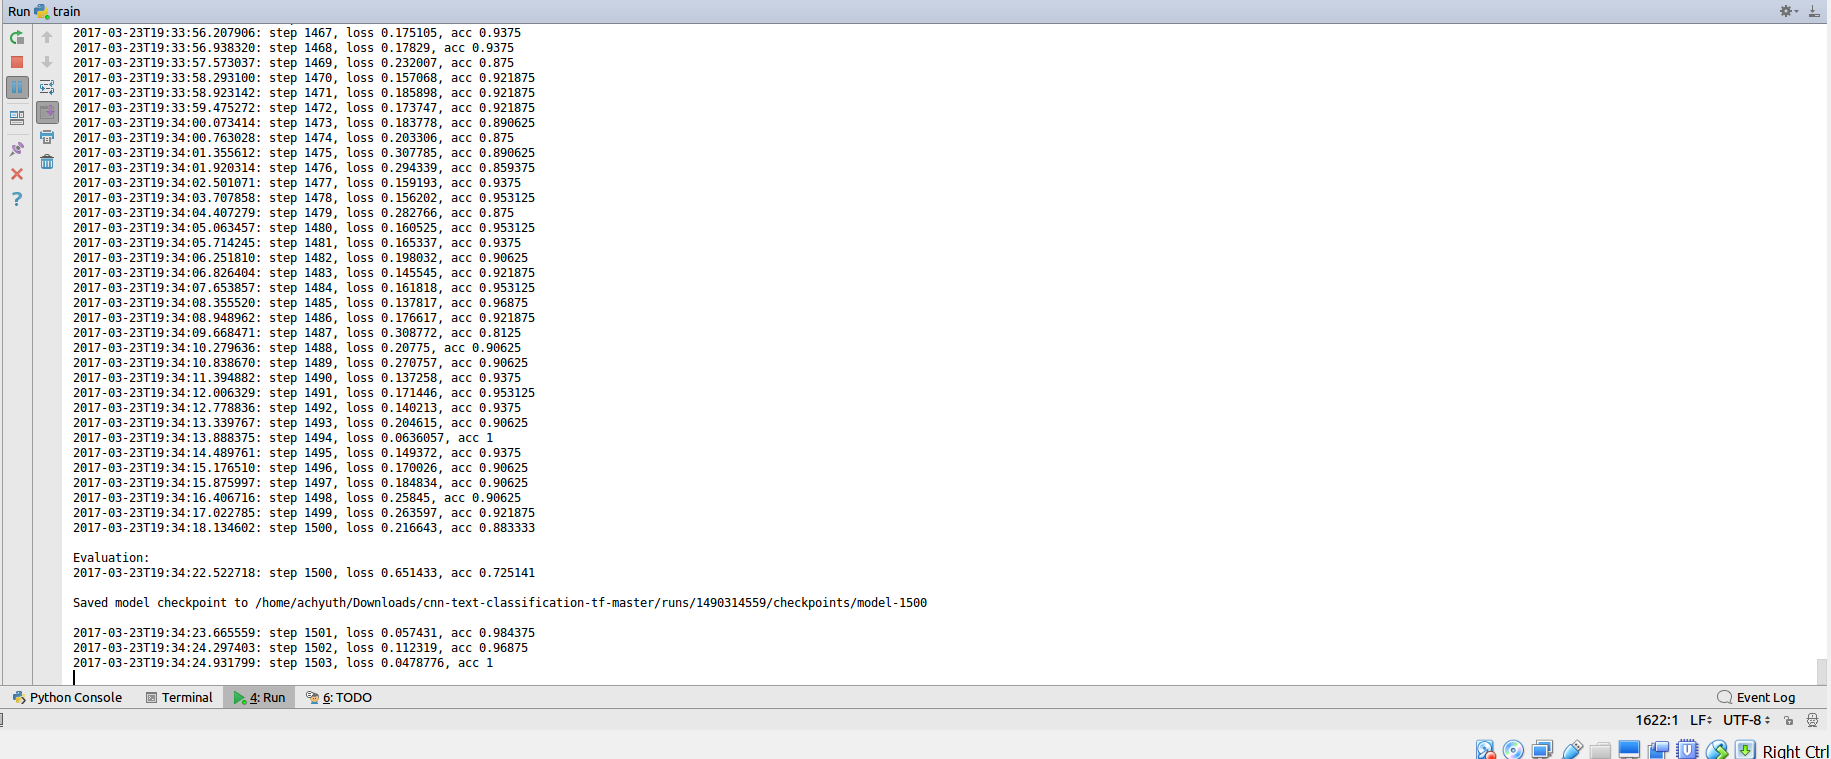 Run train
2017-03-23T19:33:56.207906: step 1467, loss 0.175105, acc 0.9375
2017-03-23T19:33:56.938320: step 1468, loss 0.17829, acc 0.9375
2017-03-23T19:33:57.573037: step 1469, loss 0.232007, acc 0.875
2017-03-23T19:33:58.293100: step 1470, loss 0.157068, acc 0.921875
2017-03-23T19:33:58.923142: step 1471, loss 0.185898, acc 0.921875
2017-03-23T19:33:59.475272: step 1472, loss 0.173747, acc 0.921875
2017-03-23T19:34:00.073414: step 1473, loss 0.183778, acc 0.890625
2017-03-23T19:34:00.763028: step 1474, loss 0.203306, acc 0.875
2017-03-23T19:34:01.355612: step 1475, loss 0.307785, acc 0.890625
2017-03-23T19:34:01.920314: step 1476, loss 0.294339, acc 0.859375
2017-03-23T19:34:02.501071: step 1477, loss 0.159193, acc 0.9375
2017-03-23T19:34:03.707858: step 1478, loss 0.156202, acc 0.953125
2017-03-23T19:34:04.407279: step 1479, loss 0.282766, acc 0.875
2017-03-23T19:34:05.063457: step 1480, loss 0.160525, acc 0.953125
2017-03-23T19:34:05.714245: step 1481, loss 0.165337, acc 0.9375
2017-03-23T19:34:06.251810: step 1482, loss 0.198032, acc 0.90625
2017-03-23T19:34:06.826404: step 1483, loss 0.145545, acc 0.921875
2017-03-23T19:34:07.653857: step 1484, loss 0.161818, acc 0.953125
2017-03-23T19:34:08.355520: step 1485, loss 0.137817, acc 0.96875
2017-03-23T19:34:08.948962: step 1486, loss 0.176617, acc 0.921875
2017-03-23T19:34:09.668471: step 1487, loss 0.308772, acc 0.8125
2017-03-23T19:34:10.279636: step 1488, loss 0.20775, acc 0.90625
2017-03-23T19:34:10.838670: step 1489, loss 0.270757, acc 0.90625
2017-03-23T19:34:11.394882: step 1490, loss 0.137258, acc 0.9375
2017-03-23T19:34:12.006329: step 1491, loss 0.171446, acc 0.953125
2017-03-23T19:34:12.778836: step 1492, loss 0.140213, acc 0.9375
2017-03-23T19:34:13.339767: step 1493, loss 0.204615, acc 0.90625
2017-03-23T19:34:13.888375: step 1494, loss 0.0636057, acc 1
2017-03-23T19:34:14.489761: step 1495, loss 0.149372, acc 0.9375
2017-03-23T19:34:15.176510: step 1496, loss 0.170026, acc 0.90625
2017-03-23T19:34:15.875997: step 1497, loss 0.184834, acc 0.90625
2017-03-23T19:34:16.406716: step 1498, loss 0.25845, acc 0.90625
2017-03-23T19:34:17.022785: step 1499, loss 0.263597, acc 0.921875
2017-03-23T19:34:18.134602: step 1500, loss 0.216643, acc 0.883333
Evaluation:
2017-03-23T19:34:22.522718: step 1500, loss 0.651433, acc 0.725141
Saved model checkpoint to /home/achyuth/Downloads/cnn-text-classification-tf-master/runs/1490314559/checkpoints/model-1500
2017-03-23T19:34:23.665559: step 1501, loss 0.057431, acc 0.984375
2017-03-23T19:34:24.297403: step 1502, loss 0.112319, acc 0.96875
2017-03-23T19:34:24.931799: step 1503, loss 0.0478776, acc 1
Python Console Terminal 4: Run 6: TODO Event Log
1622:1 LF UTF-8
Right Ctrl